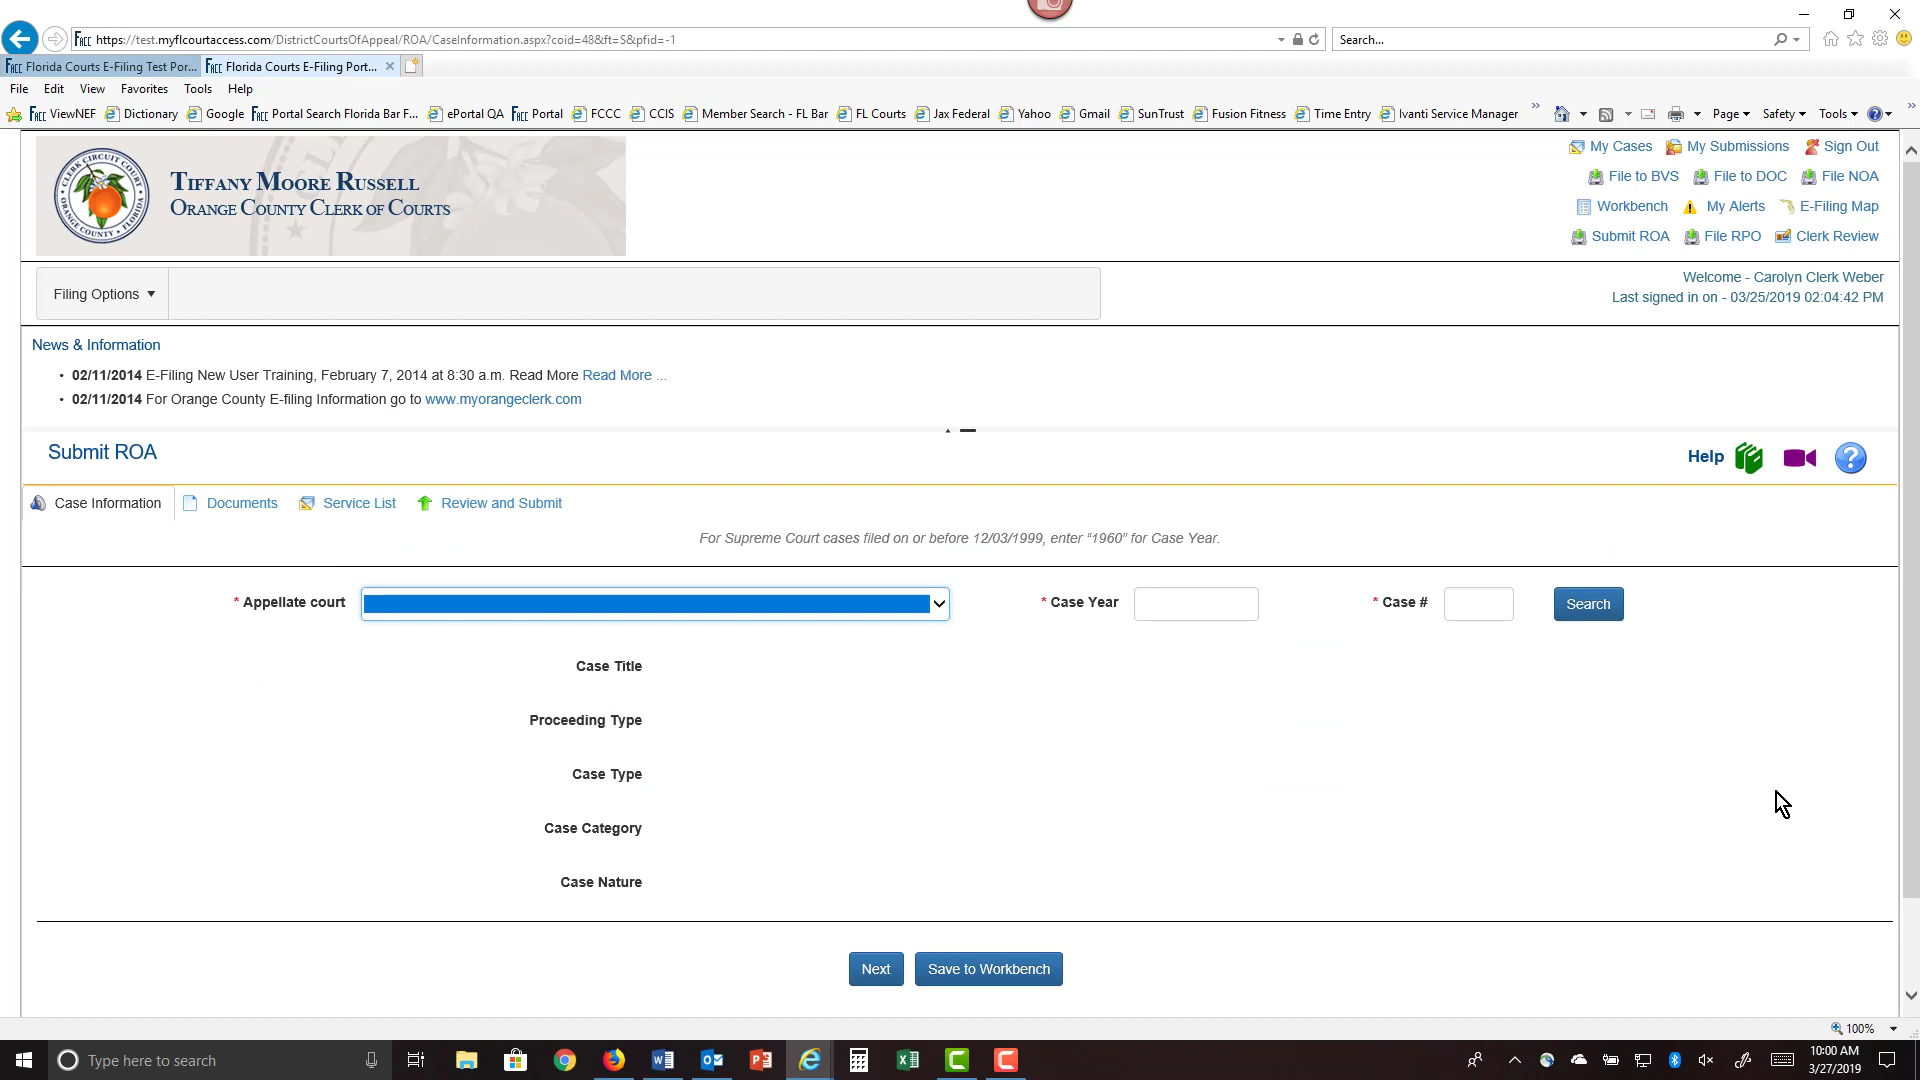 https://test.myflcourtaccess.com/DistrictCourtsOfAppeal/ROA/CaseInformation.aspx?coid=48&ft=S&pfid=-1
Search...
Florida Courts E-Filing Test Por...
Florida Courts E-Filing Port...
File Edit View Favorites Tools Help
FACC ViewNEF Dictionary Google FACC Portal Search Florida Bar F... ePortal QA FACC Portal FCCC CCIS Member Search - FL Bar FL Courts Jax Federal Yahoo Gmail SunTrust Fusion Fitness Time Entry Ivanti Service Manager Page Safety Tools
CLERK CIRCUIT COURT
ORANGE COUNTY, FLORIDA
TIFFANY MOORE RUSSELL
ORANGE COUNTY CLERK OF COURTS
My Cases My Submissions Sign Out
File to BVS File to DOC File NOA
Workbench My Alerts E-Filing Map
Submit ROA File RPO Clerk Review
Filing Options
Welcome - Carolyn Clerk Weber
Last signed in on - 03/25/2019 02:04:42 PM
News & Information
• 02/11/2014 E-Filing New User Training, February 7, 2014 at 8:30 a.m. Read More Read More ...
• 02/11/2014 For Orange County E-filing Information go to www.myorangeclerk.com
Submit ROA
Help
Case Information Documents Service List Review and Submit
For Supreme Court cases filed on or before 12/03/1999, enter “1960” for Case Year.
* Appellate court * Case Year * Case # Search
Case Title
Proceeding Type
Case Type
Case Category
Case Nature
Next Save to Workbench
100%
Type here to search
10:00 AM
3/27/2019